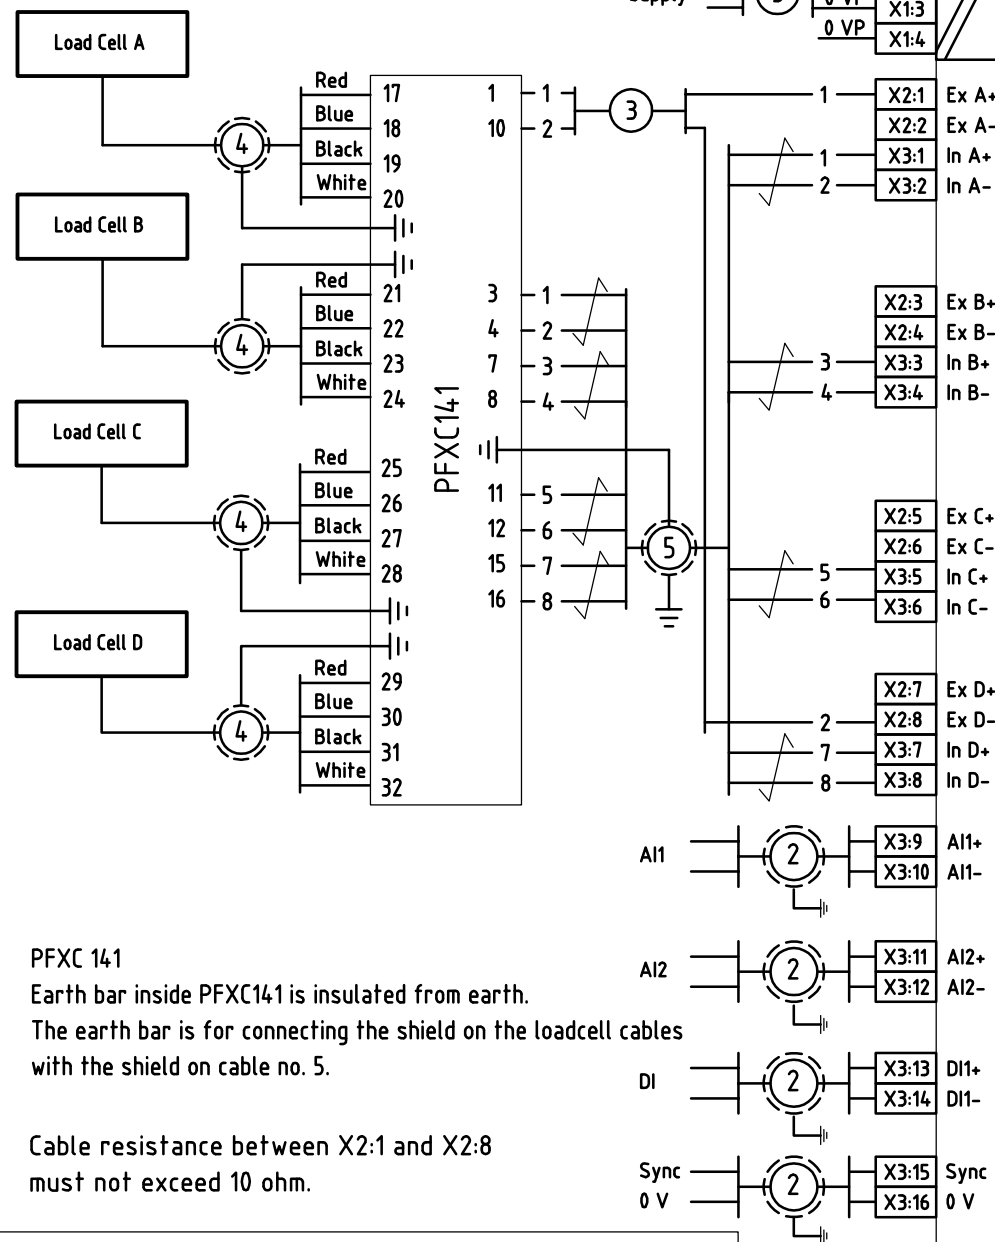 Supply
3
0 VP
X1:3
0 VP
X1:4
Load Cell A
4
Red
Blue
Black
White
17
18
19
20
1
10
1
2
3
1
X2:1 Ex A+
X2:2 Ex A-
1
X3:1 In A+
2
X3:2 In A-
Load Cell B
4
Red
Blue
Black
White
21
22
23
24
3
4
7
8
1
2
3
4
X2:3 Ex B+
X2:4 Ex B-
3
X3:3 In B+
4
X3:4 In B-
PFXC141
Load Cell C
4
Red
Blue
Black
White
25
26
27
28
11
12
15
16
5
6
7
8
5
X2:5 Ex C+
X2:6 Ex C-
5
X3:5 In C+
6
X3:6 In C-
Load Cell D
4
Red
Blue
Black
White
29
30
31
32
X2:7 Ex D+
2
X2:8 Ex D-
7
X3:7 In D+
8
X3:8 In D-
AI1
2
X3:9 AI1+
X3:10 AI1-
AI2
2
X3:11 AI2+
X3:12 AI2-
DI
2
X3:13 DI1+
X3:14 DI1-
Sync
0 V
2
X3:15 Sync
X3:16 0 V
PFXC 141
Earth bar inside PFXC141 is insulated from earth.
The earth bar is for connecting the shield on the loadcell cables
with the shield on cable no. 5.
Cable resistance between X2:1 and X2:8
must not exceed 10 ohm.